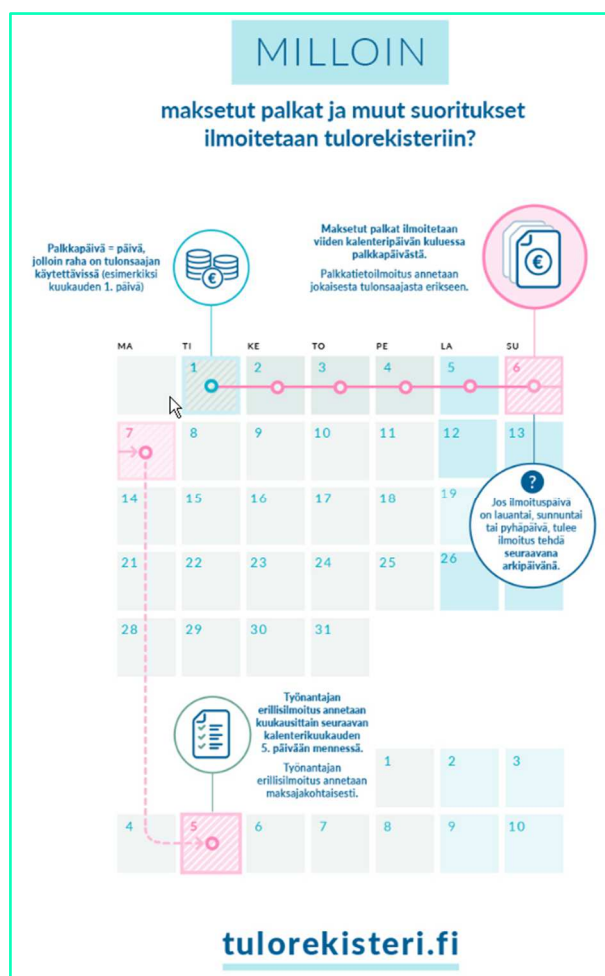 MILLOIN
maksetut palkat ja muut suoritukset
ilmoitetaan tulorekisteriin?
Palkkapäivä = päivä,
jolloin raha on tulonsaajan
käytettävissä (esimerkiksi
kuukauden 1. päivä)
€
Maksetut palkat ilmoitetaan
viiden kalenteripäivän kuluessa
palkkapäivästä.
Palkkatietoilmoitus annetaan
jokaisesta tulonsaajasta erikseen.
€
MA TI KE TO PE LA SU
1 2 3 4 5 6
7 8 9 10 11 12 13
14 15 16 17 18 19
21 22 23 24 25 26
28 29 30 31
?
Jos ilmoituspäivä
on lauantai, sunnuntai
tai pyhäpäivä, tulee
ilmoitus tehdä
seuraavana
arkipäivänä.
Työnantajan
erillisilmoitus annetaan
kuukausittain seuraavan
kalenterikuukauden
5. päivään mennessä.
Työnantajan
erillisilmoitus annetaan
maksajakohtaisesti.
1 2 3
4 5 6 7 8 9 10
tulorekisteri.fi